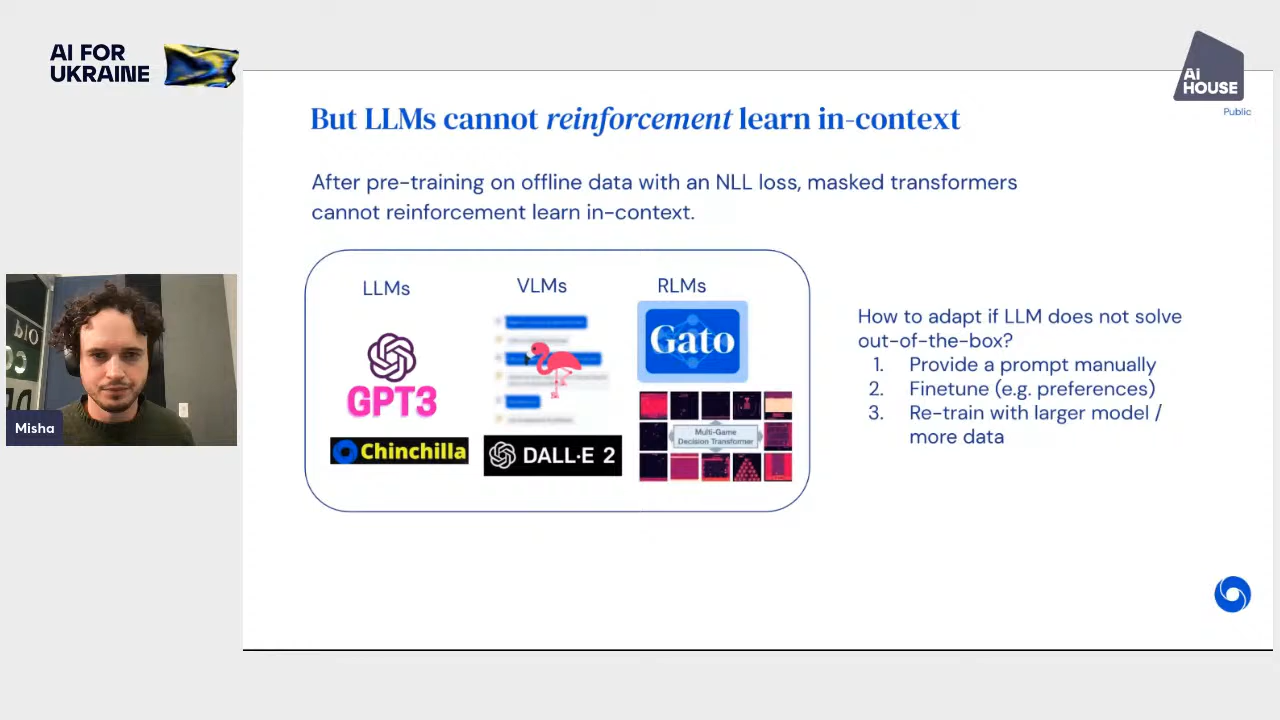 AI FOR
UKRAINE
Ai
HOUSE
Public
But LLMs cannot reinforcement learn in-context
After pre-training on offline data with an NLL loss, masked transformers
cannot reinforcement learn in-context.
LLMs
VLMs
RLMs
GPT3
Chinchilla
DALL·E 2
Gato
Multi-Game
Decision Transformer
How to adapt if LLM does not solve
out-of-the-box?
1. Provide a prompt manually
2. Finetune (e.g. preferences)
3. Re-train with larger model /
more data
Misha